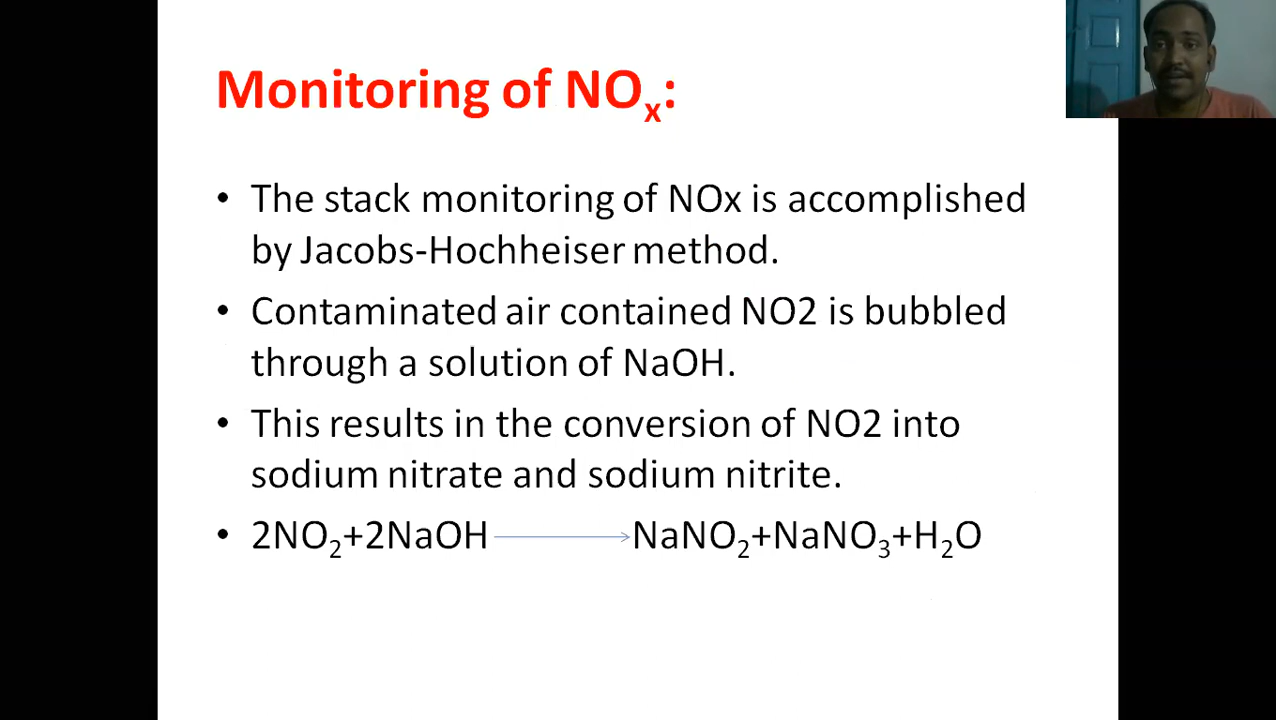 Monitoring of NOx:
• The stack monitoring of NOx is accomplished
by Jacobs-Hochheiser method.
• Contaminated air contained NO2 is bubbled
through a solution of NaOH.
• This results in the conversion of NO2 into
sodium nitrate and sodium nitrite.
• 2NO₂+2NaOH ⟶ NaNO₂+NaNO₃+H₂O